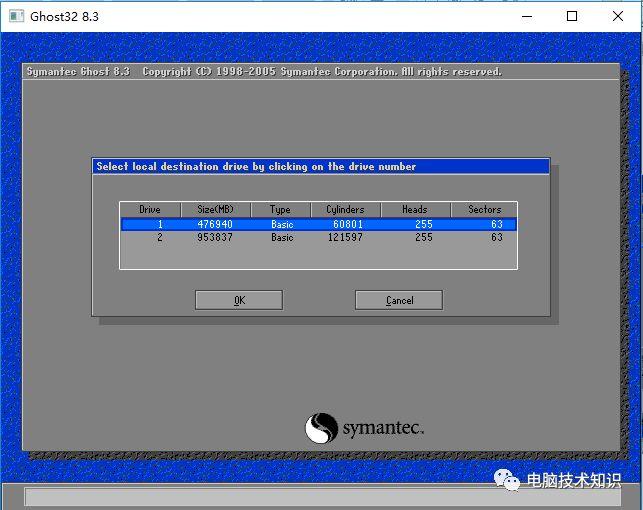 Ghost32 8.3
Symantec Ghost 8.3 Copyright (C) 1998-2005 Symantec Corporation. All rights reserved.
Select local destination drive by clicking on the drive number
Drive Size(MB) Type Cylinders Heads Sectors
1 476940 Basic 60801 255 63
2 953837 Basic 121597 255 63
OK Cancel
symantec.
电脑技术知识